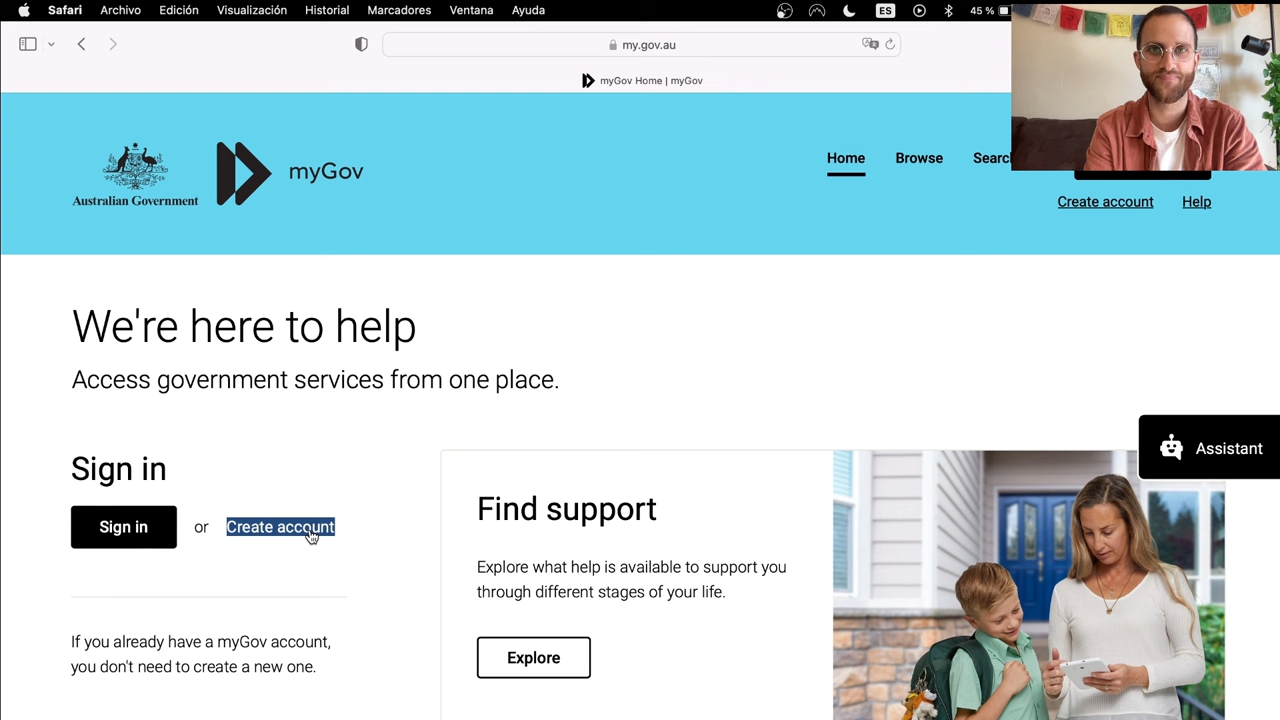 Safari Archivo Edición Visualización Historial Marcadores Ventana Ayuda ES 45 %
my.gov.au
myGov Home | myGov
Australian Government
myGov
Home Browse
Create account Help
We're here to help
Access government services from one place.
Sign in
Sign in or Create account
If you already have a myGov account,
you don't need to create a new one.
Find support
Explore what help is available to support you
through different stages of your life.
Explore
Assistant